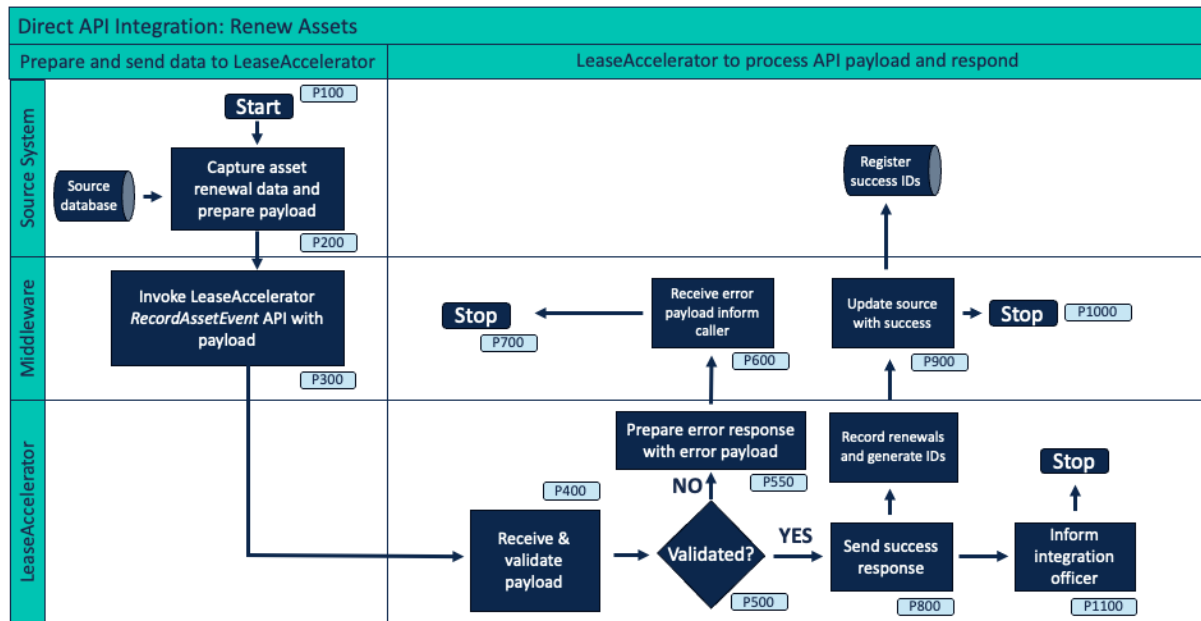 Direct API Integration: Renew Assets
Prepare and send data to LeaseAccelerator
LeaseAccelerator to process API payload and respond
Source System
Start
P100
Capture asset
renewal data and
prepare payload
Source
database
P200
Register
success IDs
Middleware
Invoke LeaseAccelerator
RecordAssetEvent API with
payload
P300
Stop
P700
Receive error
payload inform
caller
P600
Update source
with success
P900
Stop
P1000
LeaseAccelerator
Prepare error response
with error payload
P550
NO
P400
Receive &
validate
payload
Validated?
P500
YES
Record renewals
and generate IDs
Send success
response
P800
Stop
Inform
integration
officer
P1100